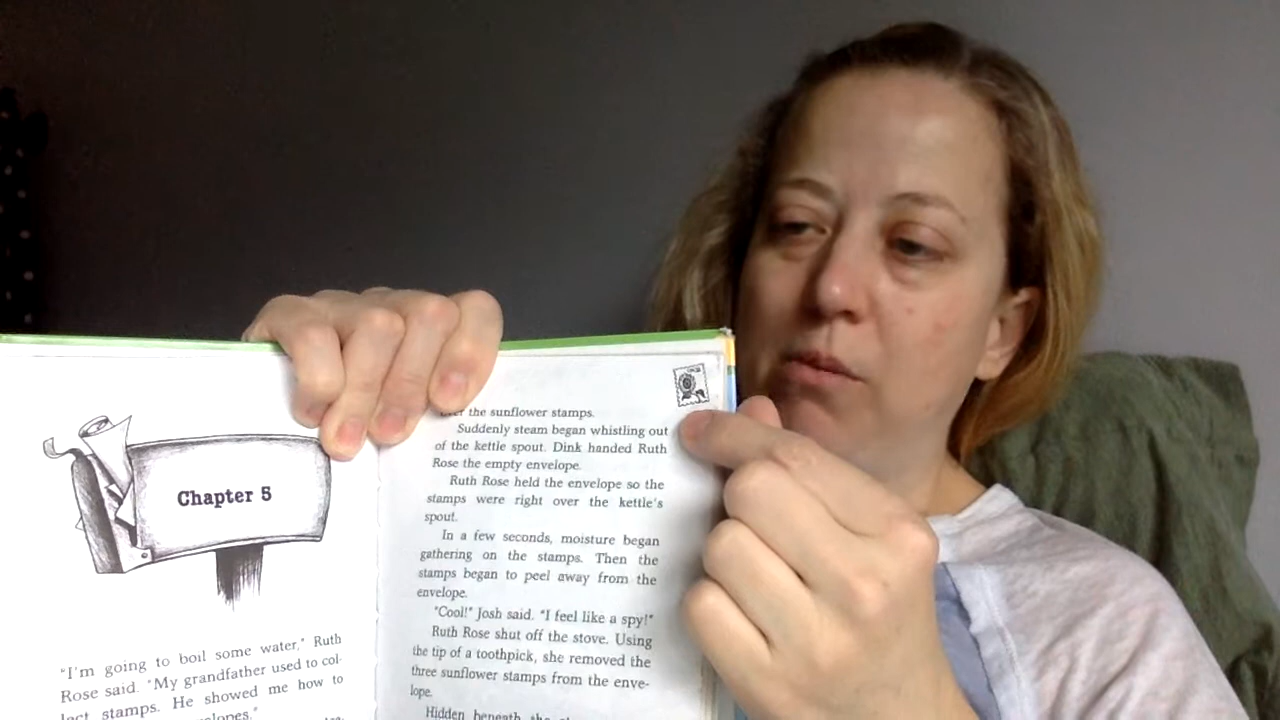 Chapter 5
"I'm going to boil some water," Ruth
Rose said. "My grandfather used to col-
lect stamps. He showed me how to
the sunflower stamps.
Suddenly steam began whistling out
of the kettle spout. Dink handed Ruth
Rose the empty envelope.
Ruth Rose held the envelope so the
stamps were right over the kettle's
spout.
In a few seconds, moisture began
gathering on the stamps. Then the
stamps began to peel away from the
envelope.
"Cool!" Josh said. "I feel like a spy!"
Ruth Rose shut off the stove. Using
the tip of a toothpick, she removed the
three sunflower stamps from the enve-
lope.
Hidden beneath the